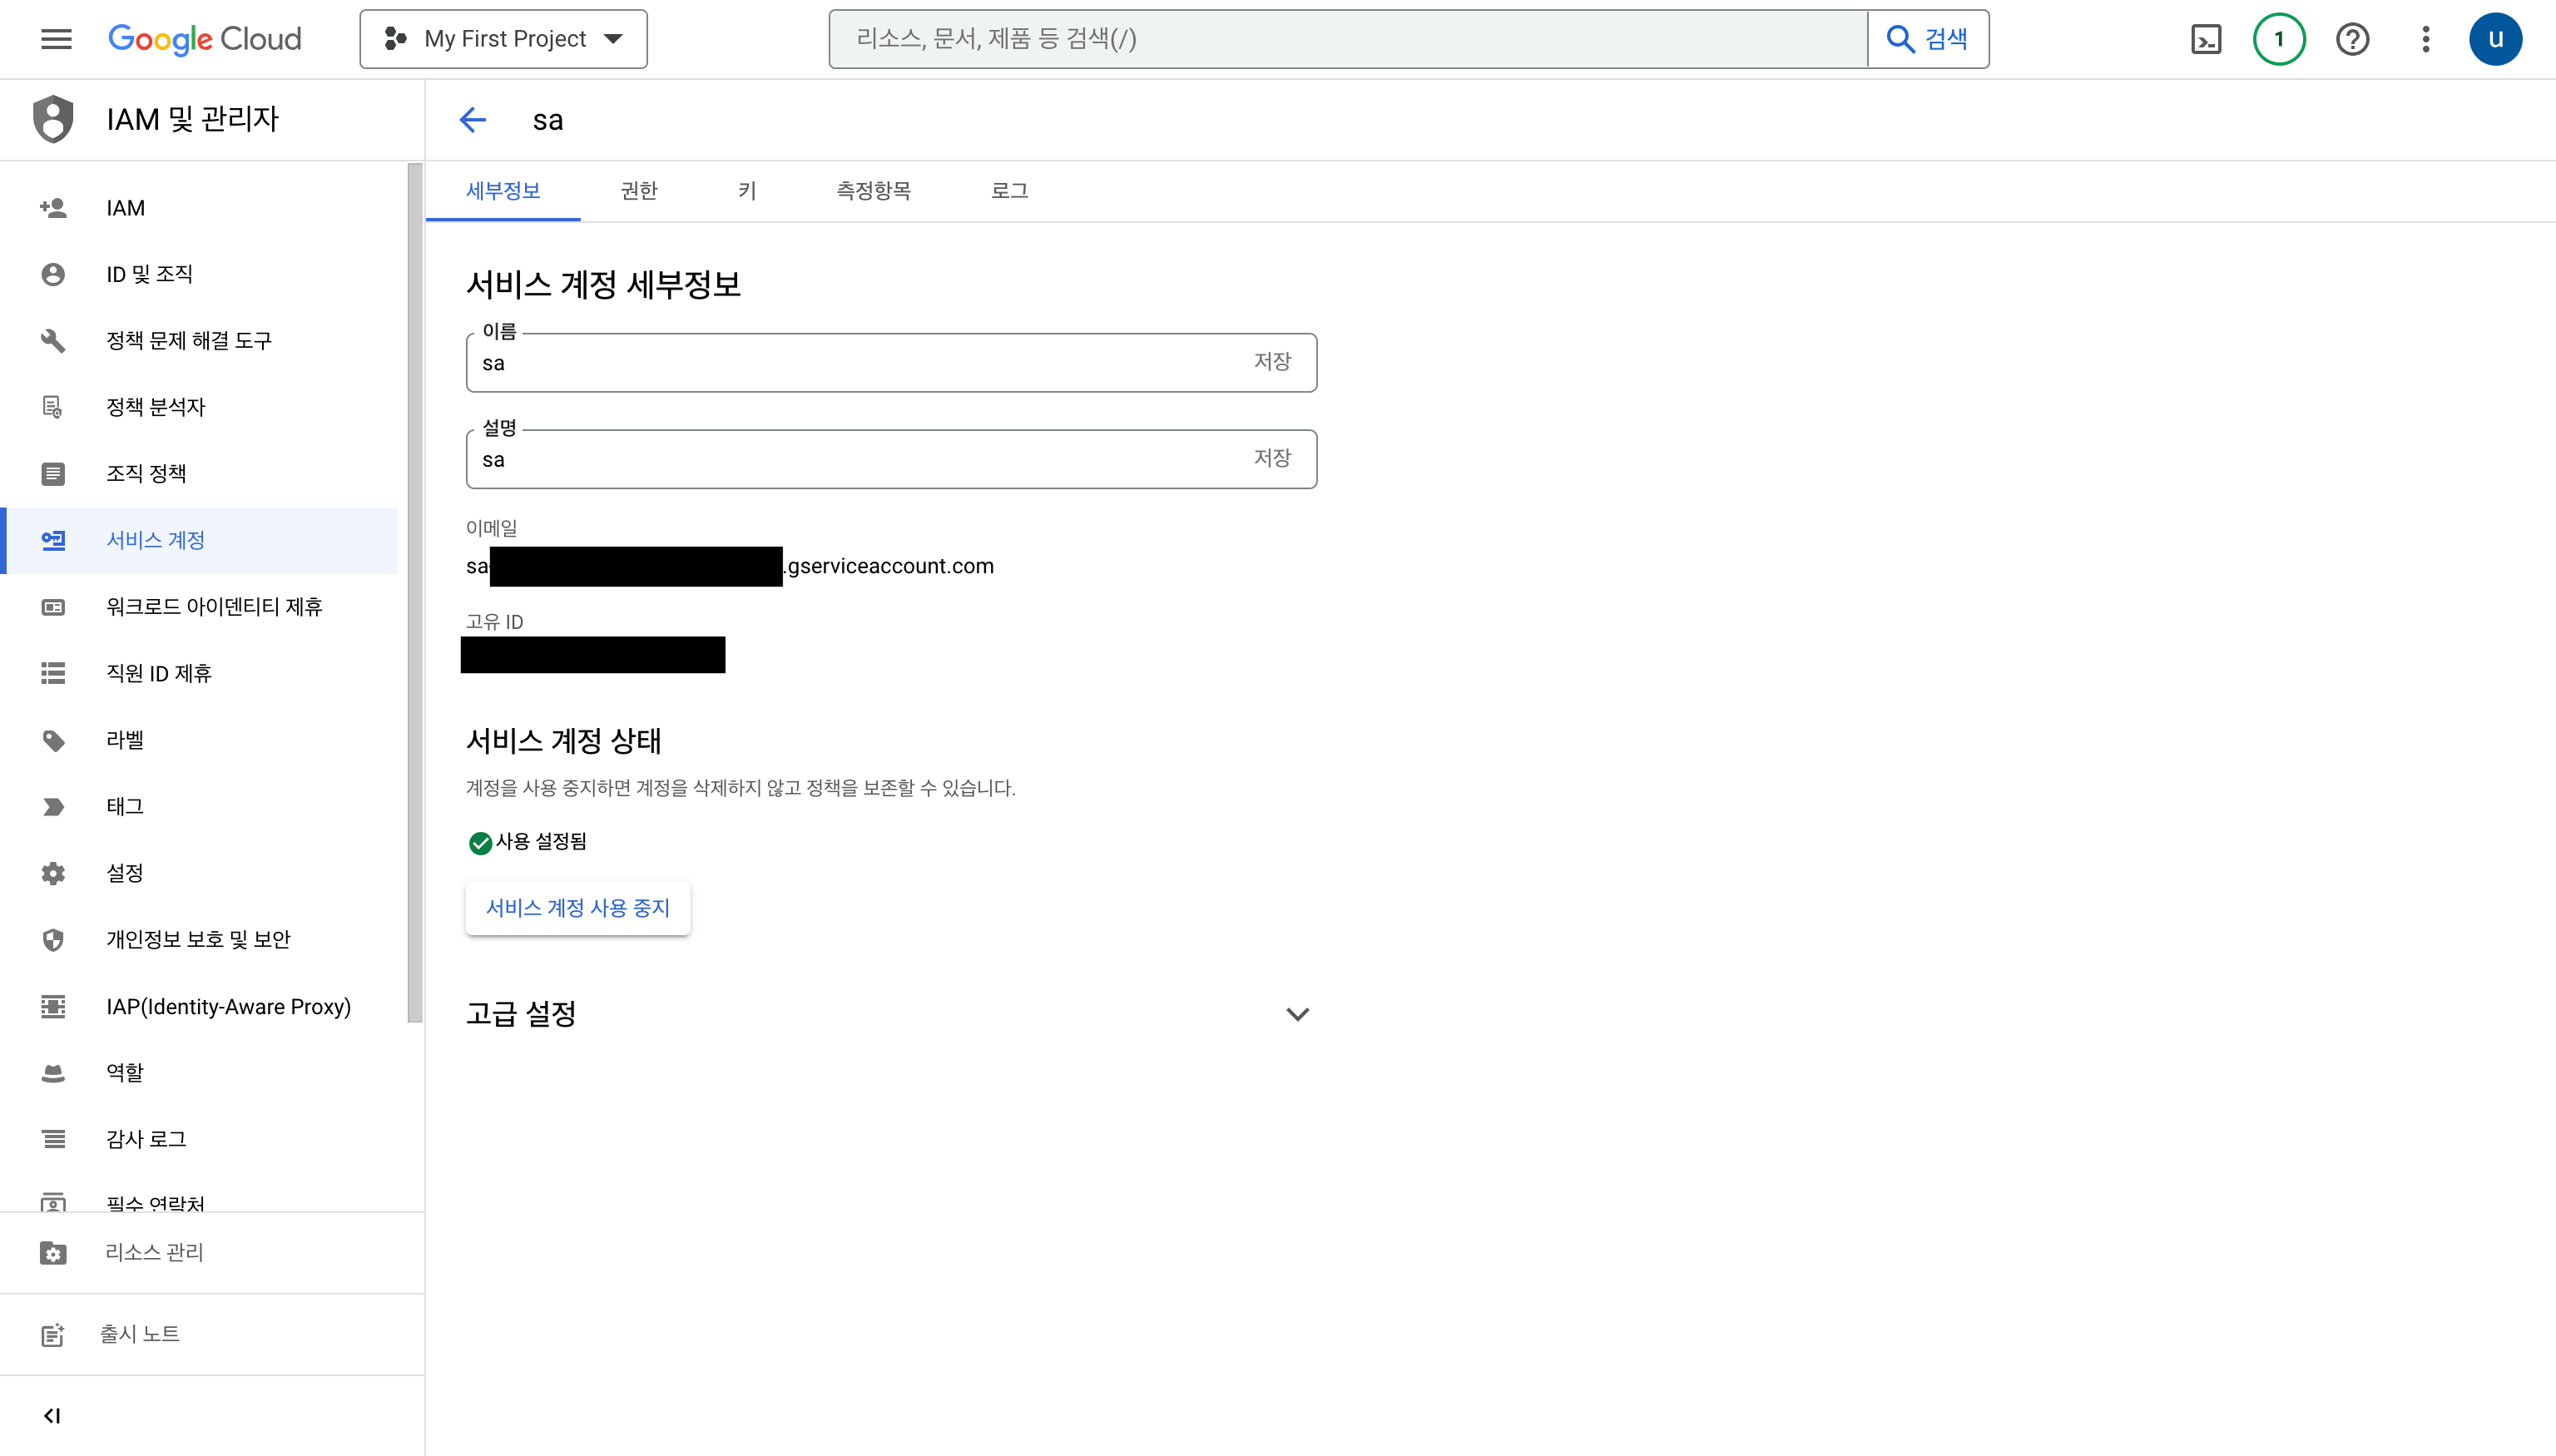 Google Cloud
My First Project
리소스, 문서, 제품 등 검색(/)
검색
1
u
IAM 및 관리자
IAM
ID 및 조직
정책 문제 해결 도구
정책 분석자
조직 정책
서비스 계정
워크로드 아이덴티티 제휴
직원 ID 제휴
라벨
태그
설정
개인정보 보호 및 보안
IAP(Identity-Aware Proxy)
역할
감사 로그
필수 연락처
리소스 관리
출시 노트
sa
세부정보
권한
키
측정항목
로그
서비스 계정 세부정보
이름
sa
저장
설명
sa
저장
이메일
sa .gserviceaccount.com
고유 ID
서비스 계정 상태
계정을 사용 중지하면 계정을 삭제하지 않고 정책을 보존할 수 있습니다.
사용 설정됨
서비스 계정 사용 중지
고급 설정